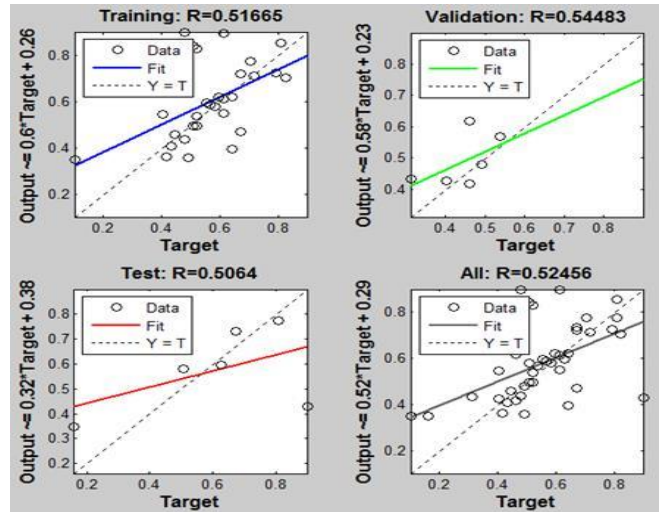 Training: R=0.51665
Output ~= 0.6*Target + 0.26
Data
Fit
Y = T
0.8
0.6
0.4
0.2
0.2 0.4 0.6 0.8
Target
Validation: R=0.54483
Output ~= 0.58*Target + 0.23
Data
Fit
Y = T
0.9
0.8
0.7
0.6
0.5
0.4
0.4 0.5 0.6 0.7 0.8
Target
Test: R=0.5064
Output ~= 0.32*Target + 0.38
Data
Fit
Y = T
0.9
0.8
0.7
0.6
0.5
0.4
0.3
0.2
0.2 0.4 0.6 0.8
Target
All: R=0.52456
Output ~= 0.52*Target + 0.29
Data
Fit
Y = T
0.8
0.6
0.4
0.2
0.2 0.4 0.6 0.8
Target